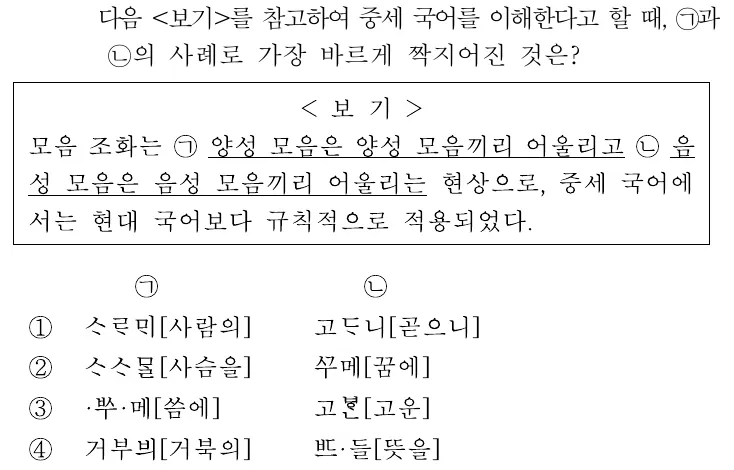 다음 <보기>를 참고하여 중세 국어를 이해한다고 할 때, ㉠과
㉡의 사례로 가장 바르게 짝지어진 것은?
< 보 기 >
모음 조화는 ㉠ 양성 모음은 양성 모음끼리 어울리고 ㉡ 음
성 모음은 음성 모음끼리 어울리는 현상으로, 중세 국어에
서는 현대 국어보다 규칙적으로 적용되었다.
㉠ ㉡
① ᄉᆞᄅᆞᄆᆡ[사람의] 고ᄃᆞ니[곧으니]
② ᄉᆞᄉᆞᄆᆞᆯ[사슴을] ᄭᅮ메[꿈에]
③ ·ᄡᅮ·메[씀에] 고ᄫᆞᆫ[고운]
④ 거부븨[거북의] ᄠᅳ·들[뜻을]